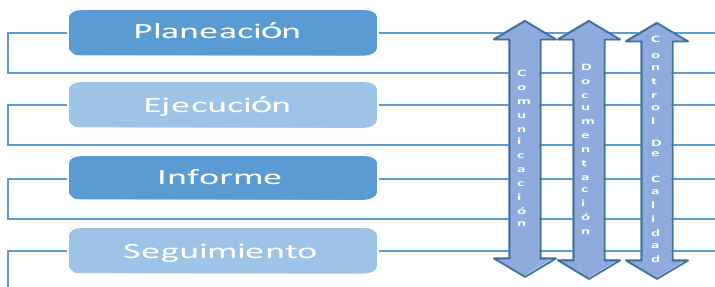 Planeación
Ejecución
Informe
Seguimiento
Comunicación
Documentación
Control De Calidad